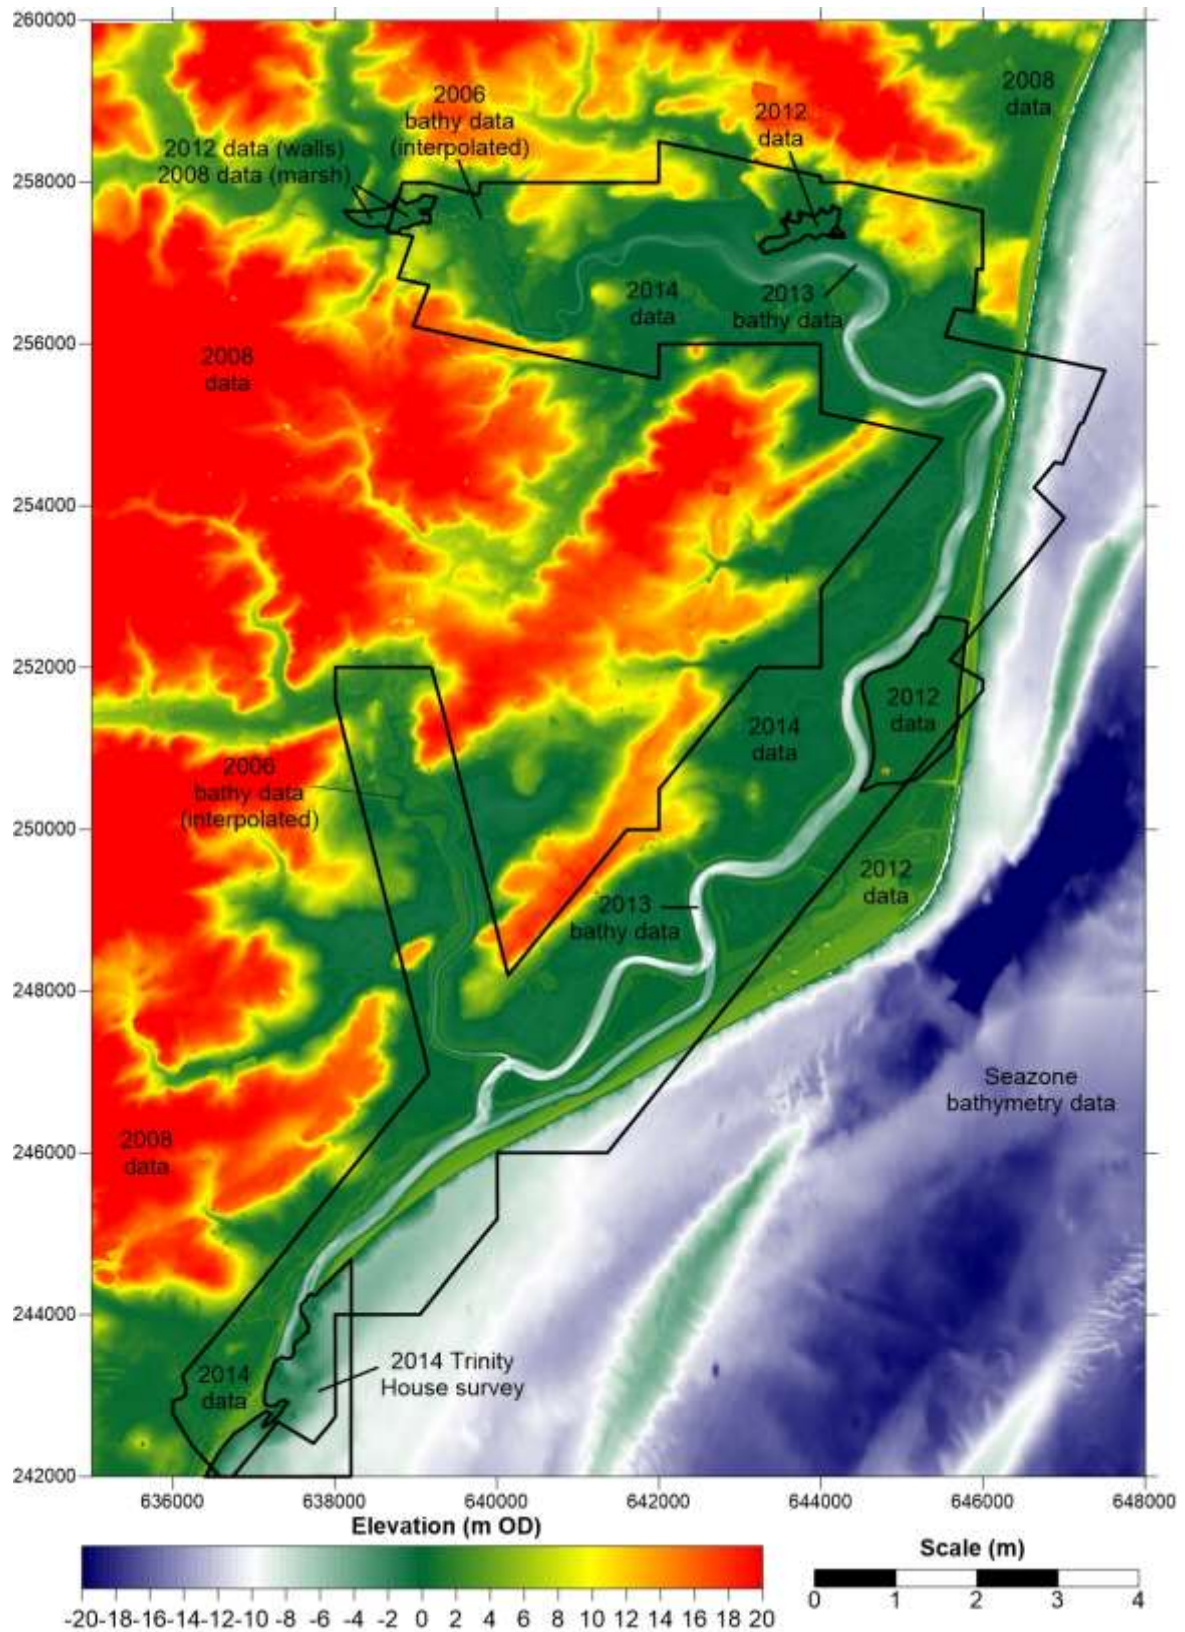 260000
2006
bathy data
(interpolated)
2008
data
2012
data
2012 data (walls)
2008 data (marsh)
258000
2014
data
2013
bathy data
256000
2008
data
254000
252000
2012
data
2014
data
2006
bathy data
(interpolated)
250000
2012
data
2013
bathy data
248000
Seazone
bathymetry data
2008
data
246000
244000
2014 Trinity
House survey
2014
data
242000
636000 638000 640000 642000 644000 646000 648000
Elevation (m OD)
-20 -18 -16 -14 -12 -10 -8 -6 -4 -2 0 2 4 6 8 10 12 14 16 18 20
Scale (m)
0 1 2 3 4